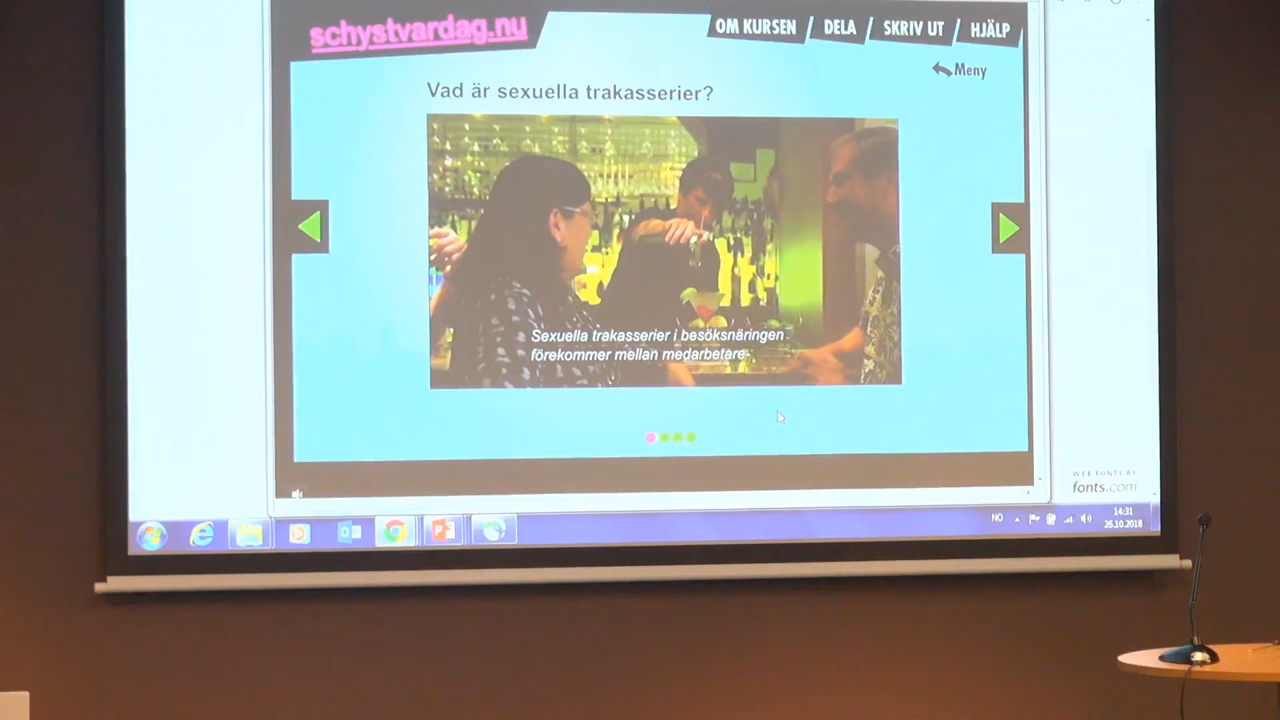 schystvardag.nu
OM KURSEN
DELA
SKRIV UT
HJÄLP
Meny
Vad är sexuella trakasserier?
Sexuella trakasserier i besöksnäringen
förekommer mellan medarbetare-
WEB FONTS BY
fonts.com
NO
14:31
26.10.2018